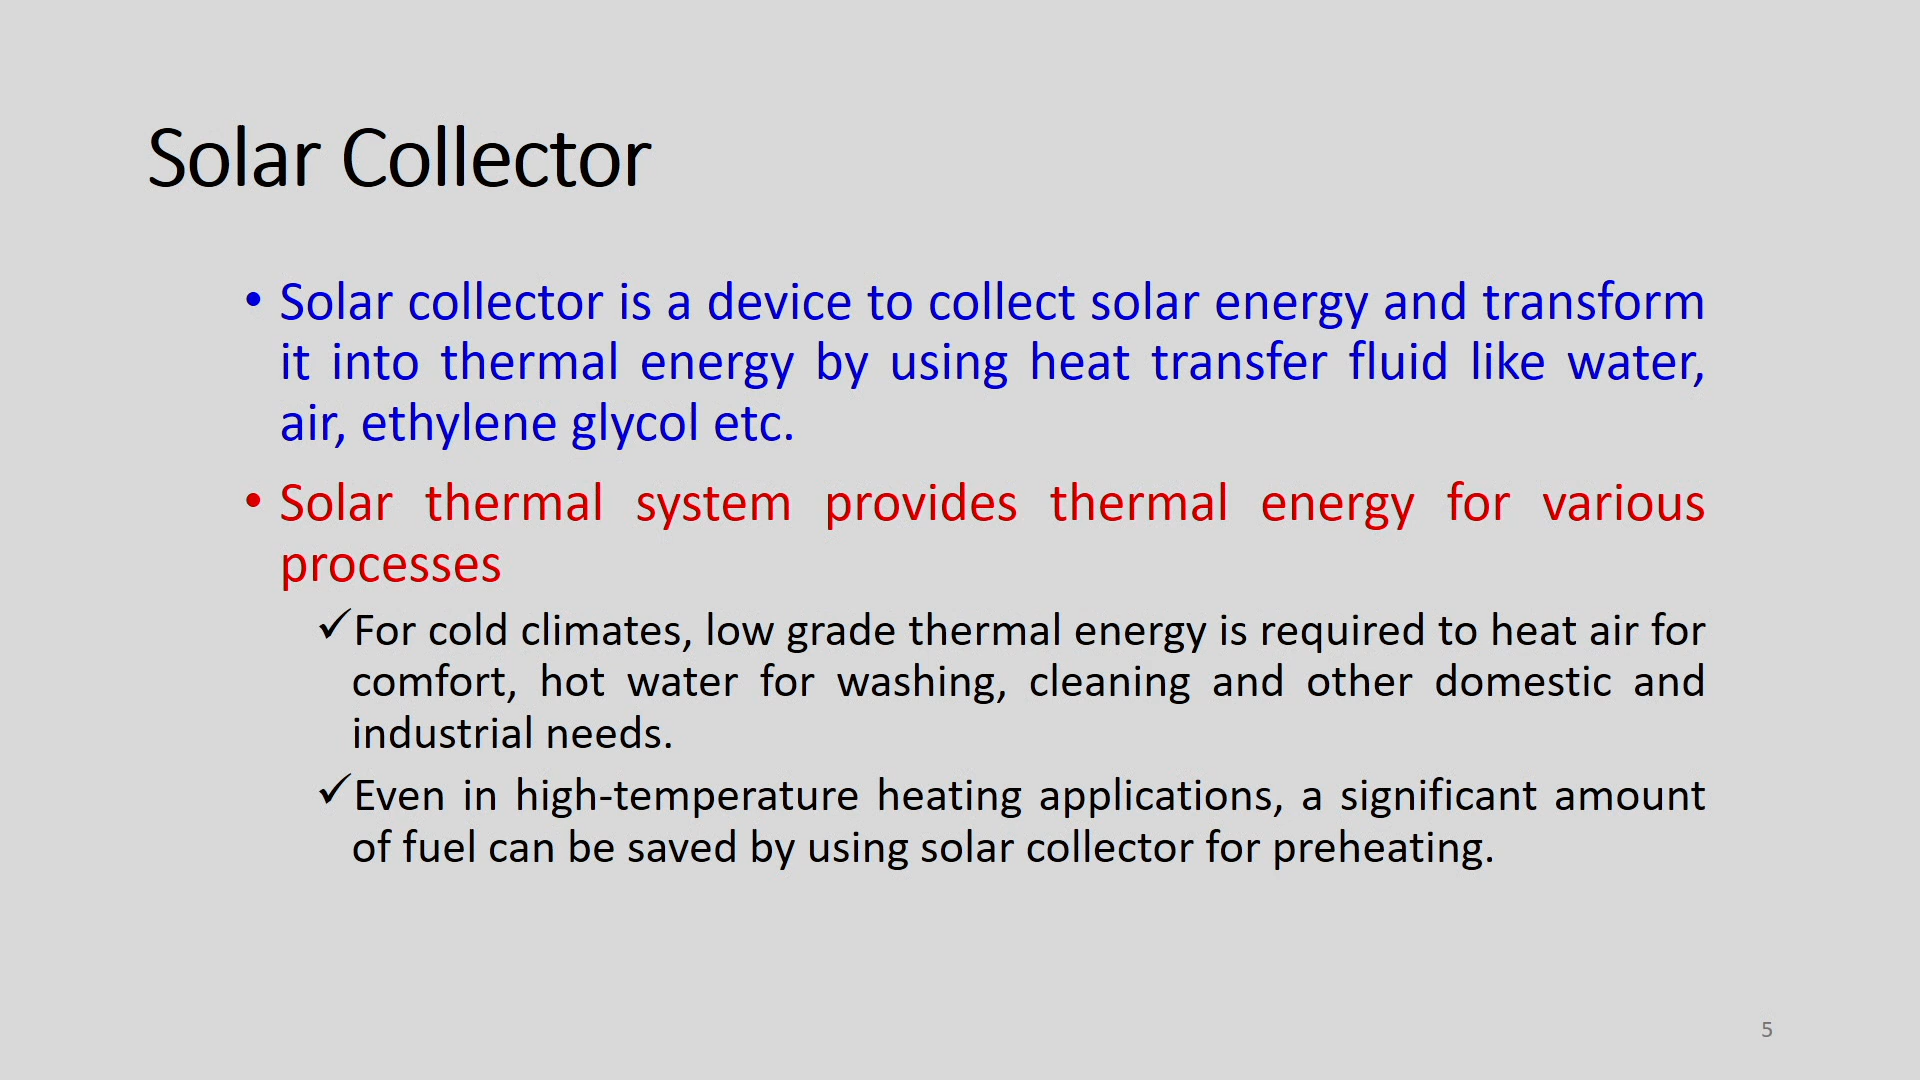 Solar Collector
• Solar collector is a device to collect solar energy and transform
it into thermal energy by using heat transfer fluid like water,
air, ethylene glycol etc.
• Solar thermal system provides thermal energy for various
processes
✓For cold climates, low grade thermal energy is required to heat air for
comfort, hot water for washing, cleaning and other domestic and
industrial needs.
✓Even in high-temperature heating applications, a significant amount
of fuel can be saved by using solar collector for preheating.
5